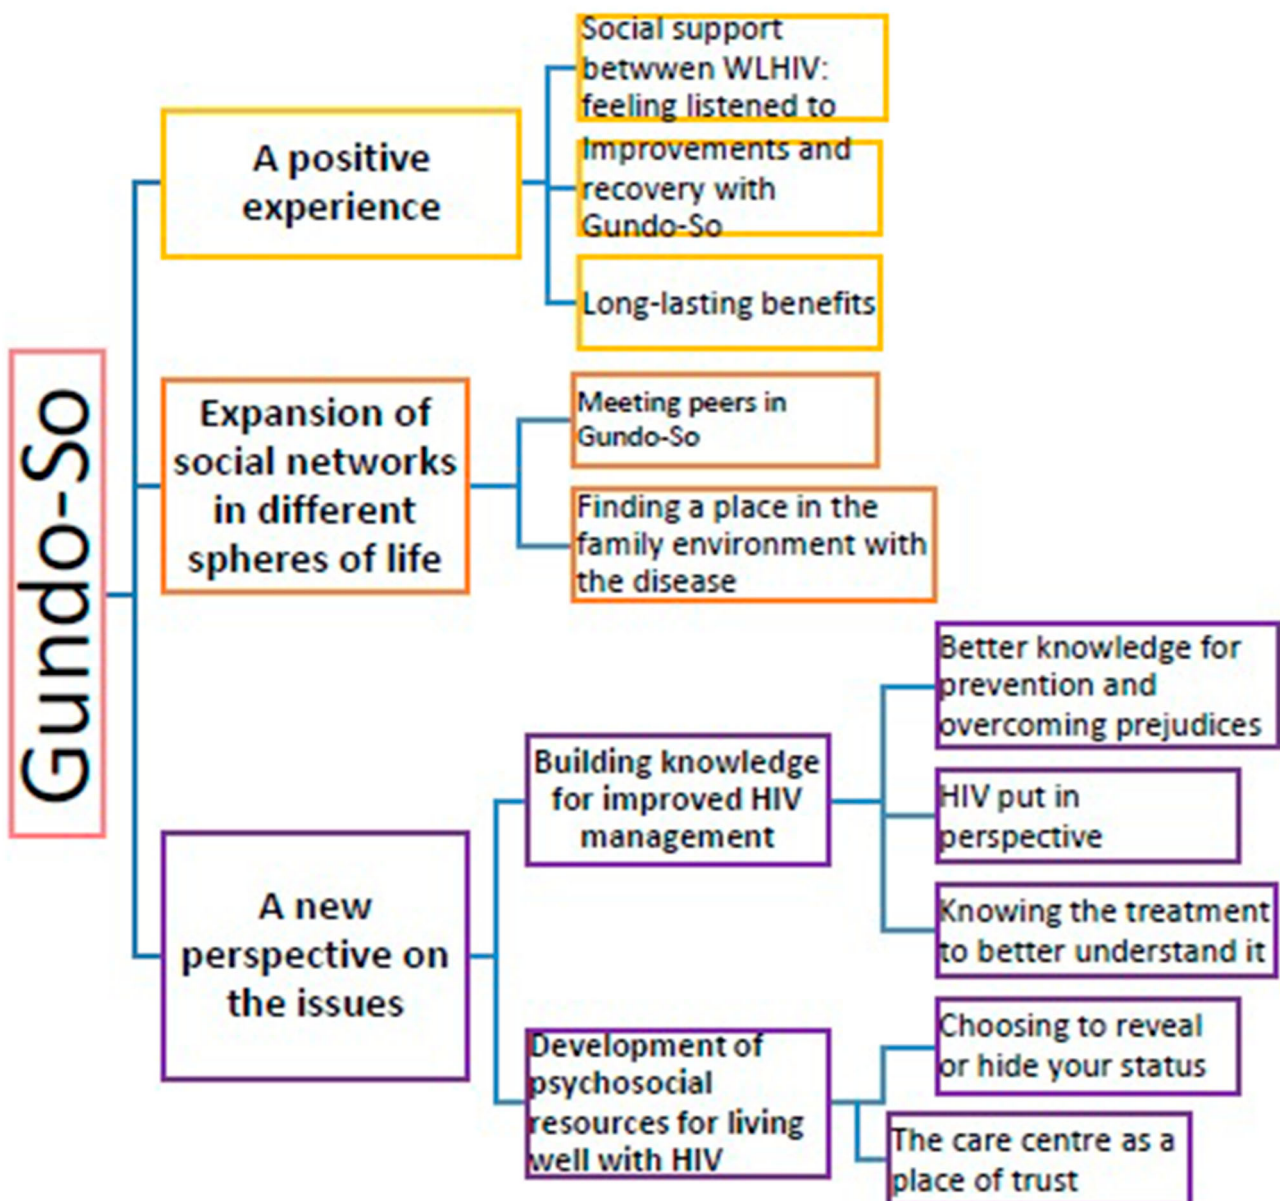 Gundo-So
A positive
experience
Social support
betwwen WLHIV:
feeling listened to
Improvements and
recovery with
Gundo-So
Long-lasting benefits
Expansion of
social networks
in different
spheres of life
Meeting peers in
Gundo-So
Finding a place in the
family environment with
the disease
A new
perspective on
the issues
Building knowledge
for improved HIV
management
Better knowledge for
prevention and
overcoming prejudices
HIV put in
perspective
Knowing the treatment
to better understand it
Development of
psychosocial
resources for living
well with HIV
Choosing to reveal
or hide your status
The care centre as a
place of trust